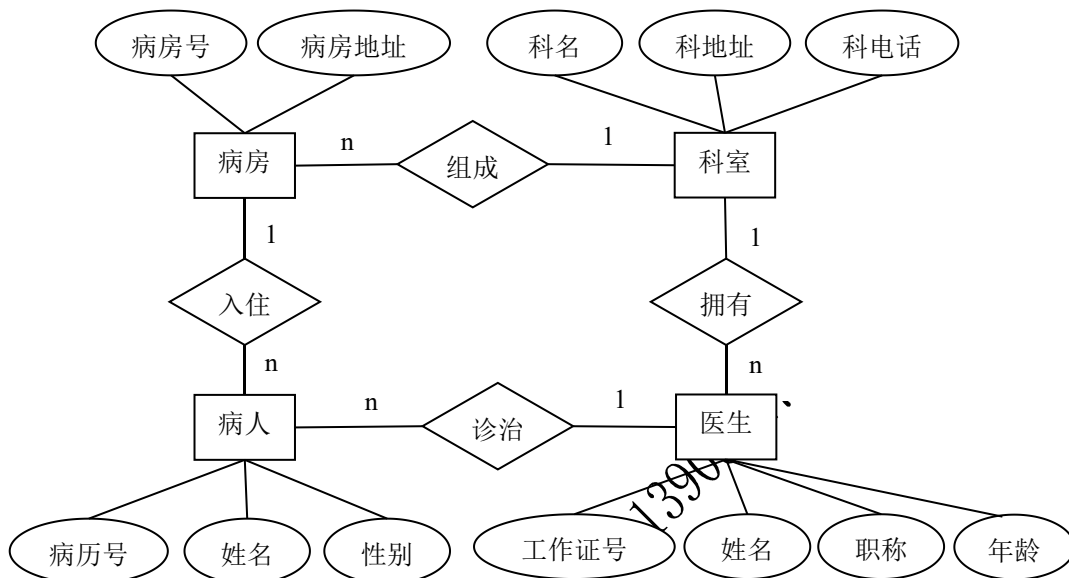 病房号 病房地址 科名 科地址 科电话
病房 n 组成 1 科室
1 1
入住 拥有
n n
病人 n 诊治 1 医生
病历号 姓名 性别 工作证号 姓名 职称 年龄